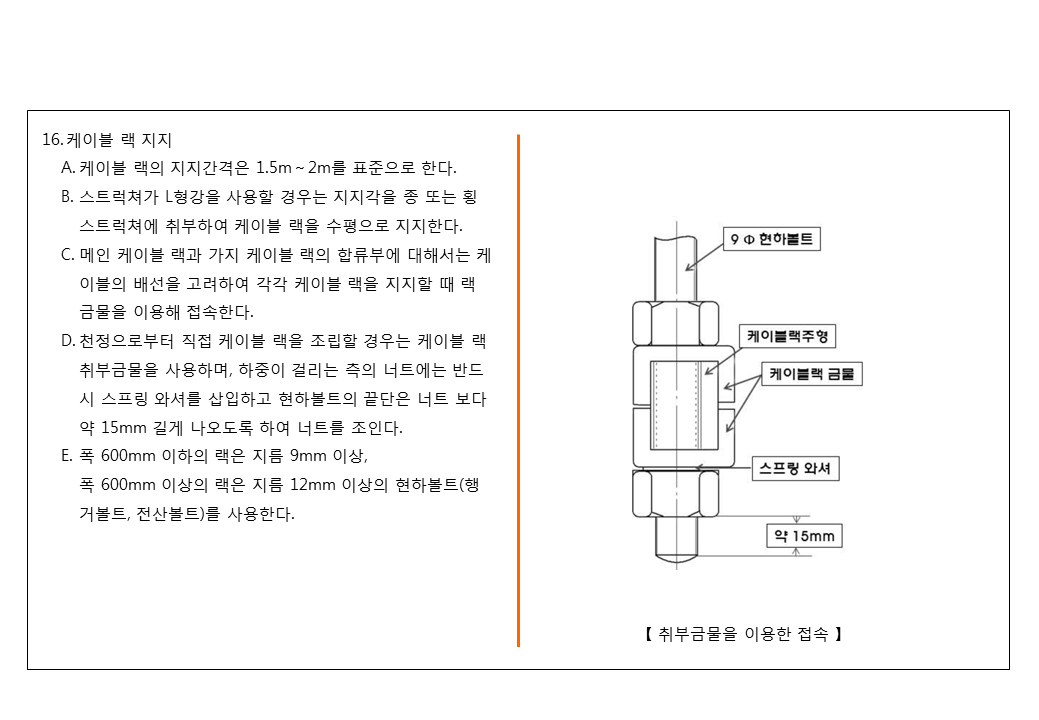 16. 케이블 랙 지지
A. 케이블 랙의 지지간격은 1.5m ~ 2m를 표준으로 한다.
B. 스트럭쳐가 L형강을 사용할 경우는 지지각을 종 또는 횡
스트럭쳐에 취부하여 케이블 랙을 수평으로 지지한다.
C. 메인 케이블 랙과 가지 케이블 랙의 합류부에 대해서는 케
이블의 배선을 고려하여 각각 케이블 랙을 지지할 때 랙
금물을 이용해 접속한다.
D. 천정으로부터 직접 케이블 랙을 조립할 경우는 케이블 랙
취부금물을 사용하며, 하중이 걸리는 측의 너트에는 반드
시 스프링 와셔를 삽입하고 현하볼트의 끝단은 너트 보다
약 15mm 길게 나오도록 하여 너트를 조인다.
E. 폭 600mm 이하의 랙은 지름 9mm 이상,
폭 600mm 이상의 랙은 지름 12mm 이상의 현하볼트(행
거볼트, 전산볼트)를 사용한다.
9 Φ 현하볼트
케이블랙주형
케이블랙 금물
스프링 와셔
약 15mm
【 취부금물을 이용한 접속 】